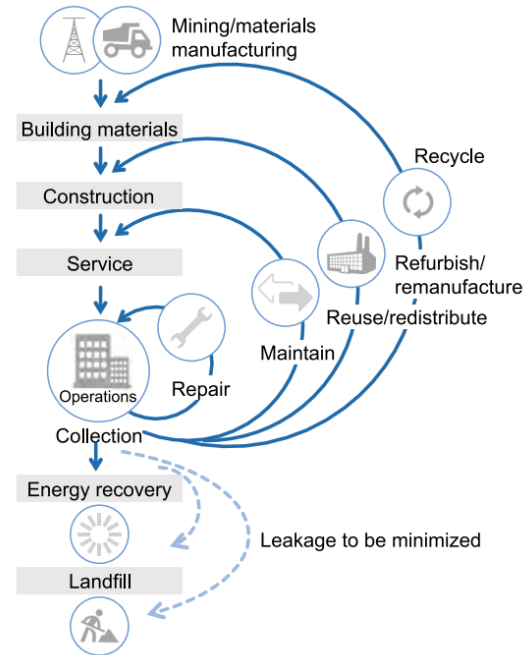 Mining/materials
manufacturing
Building materials
Recycle
Construction
Service
Refurbish/
remanufacture
Reuse/redistribute
Maintain
Repair
Operations
Collection
Energy recovery
Leakage to be minimized
Landfill